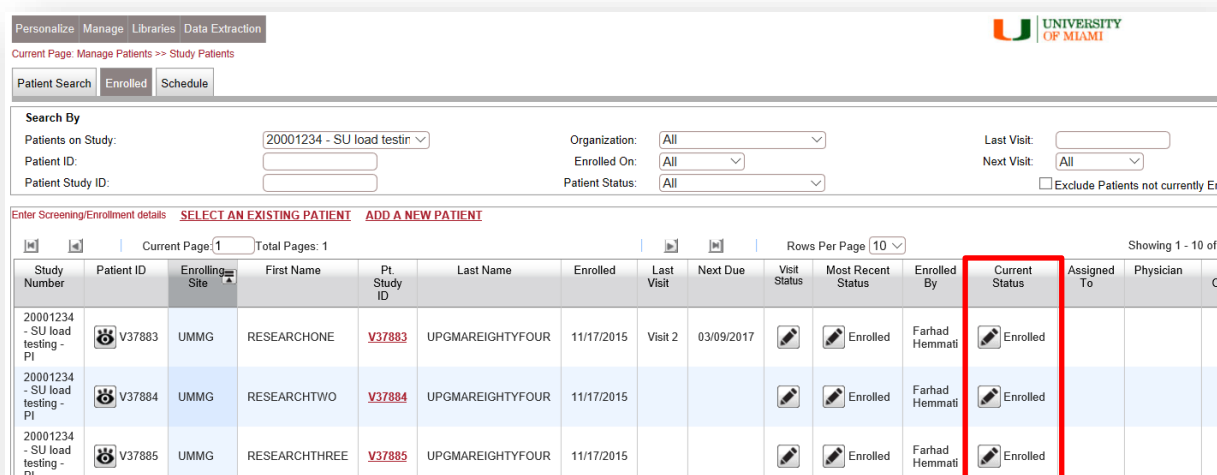 Personalize Manage Libraries Data Extraction
UNIVERSITY
OF MIAMI
Current Page: Manage Patients >> Study Patients
Patient Search Enrolled Schedule
Search By
Patients on Study: 20001234 - SU load testin Organization: All Last Visit:
Patient ID: Enrolled On: All Next Visit: All
Patient Study ID: Patient Status: All Exclude Patients not currently
Enter Screening/Enrollment details SELECT AN EXISTING PATIENT ADD A NEW PATIENT
Current Page: 1 Total Pages: 1 Rows Per Page 10 Showing 1 - 10 of
Study Number Patient ID Enrolling Site First Name Pt. Study ID Last Name Enrolled Last Visit Next Due Visit Status Most Recent Status Enrolled By Current Status Assigned To Physician
20001234 - SU load testing - PI V37883 UMMG RESEARCHONE V37883 UPGMAREIGHTYFOUR 11/17/2015 Visit 2 03/09/2017 Enrolled Farhad Hemmati Enrolled
20001234 - SU load testing - PI V37884 UMMG RESEARCHTWO V37884 UPGMAREIGHTYFOUR 11/17/2015 Enrolled Farhad Hemmati Enrolled
20001234 - SU load testing - PI V37885 UMMG RESEARCHTHREE V37885 UPGMAREIGHTYFOUR 11/17/2015 Enrolled Farhad Hemmati Enrolled